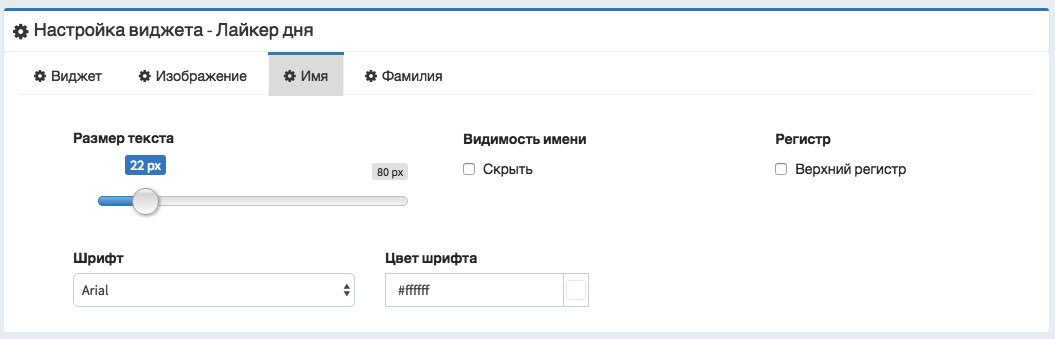 Настройка виджета - Лайкер дня
Виджет Изображение Имя Фамилия
Размер текста Видимость имени Регистр
22 px 80 px Скрыть Верхний регистр
Шрифт Цвет шрифта
Arial #ffffff